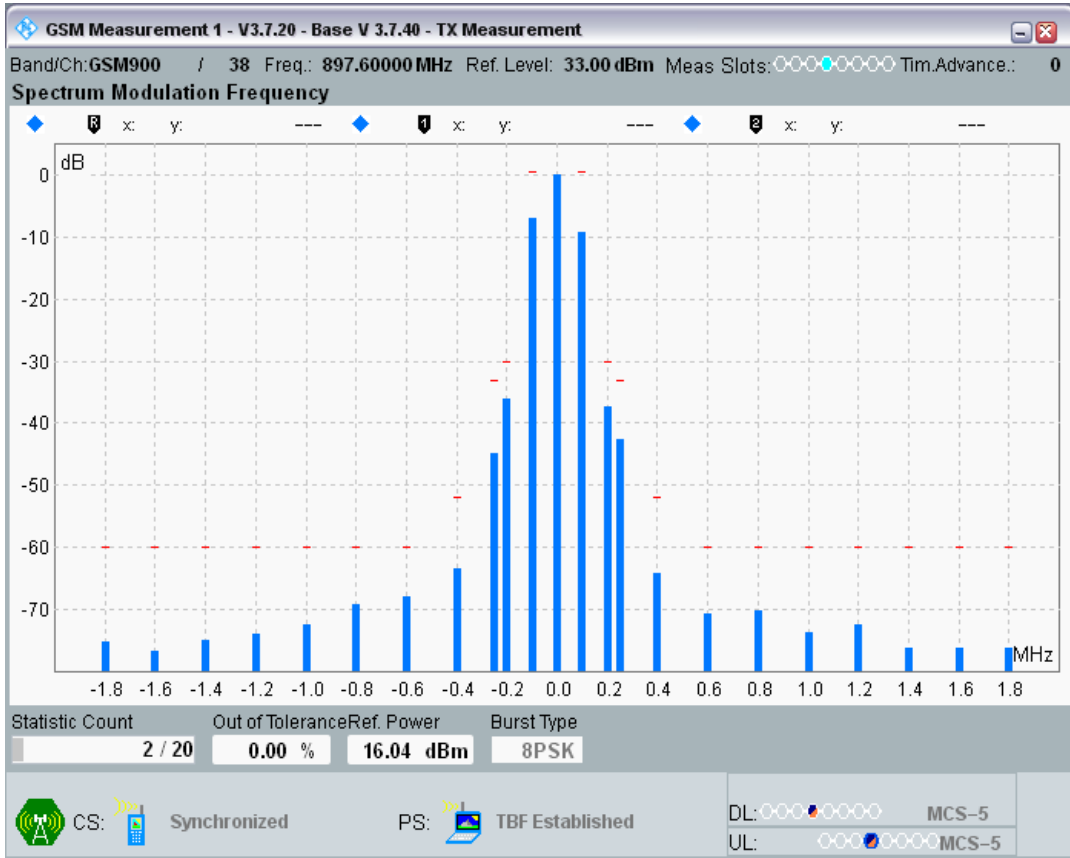 GSM Measurement 1 - V3.7.20 - Base V 3.7.40 - TX Measurement
Band/Ch:GSM900 / 38 Freq.: 897.60000 MHz Ref. Level: 33.00 dBm Meas Slots: Tim.Advance.: 0
Spectrum Modulation Frequency
R x: y: --- 1 x: y: --- 2 x: y: ---
dB
0
-10
-20
-30
-40
-50
-60
-70
MHz
-1.8 -1.6 -1.4 -1.2 -1.0 -0.8 -0.6 -0.4 -0.2 0.0 0.2 0.4 0.6 0.8 1.0 1.2 1.4 1.6 1.8
Statistic Count Out of Tolerance Ref. Power Burst Type
2 / 20 0.00 % 16.04 dBm 8PSK
CS: Synchronized PS: TBF Established DL: MCS-5
UL: MCS-5